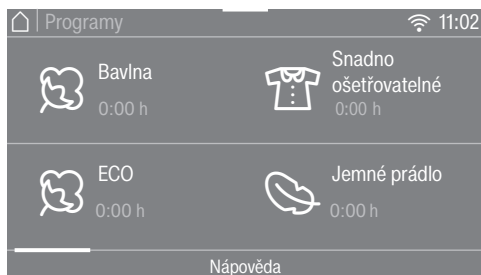 Programy 11:02
Bavlna
0:00 h
Snadno
ošetřovatelné
0:00 h
ECO
0:00 h
Jemné prádlo
0:00 h
Nápověda